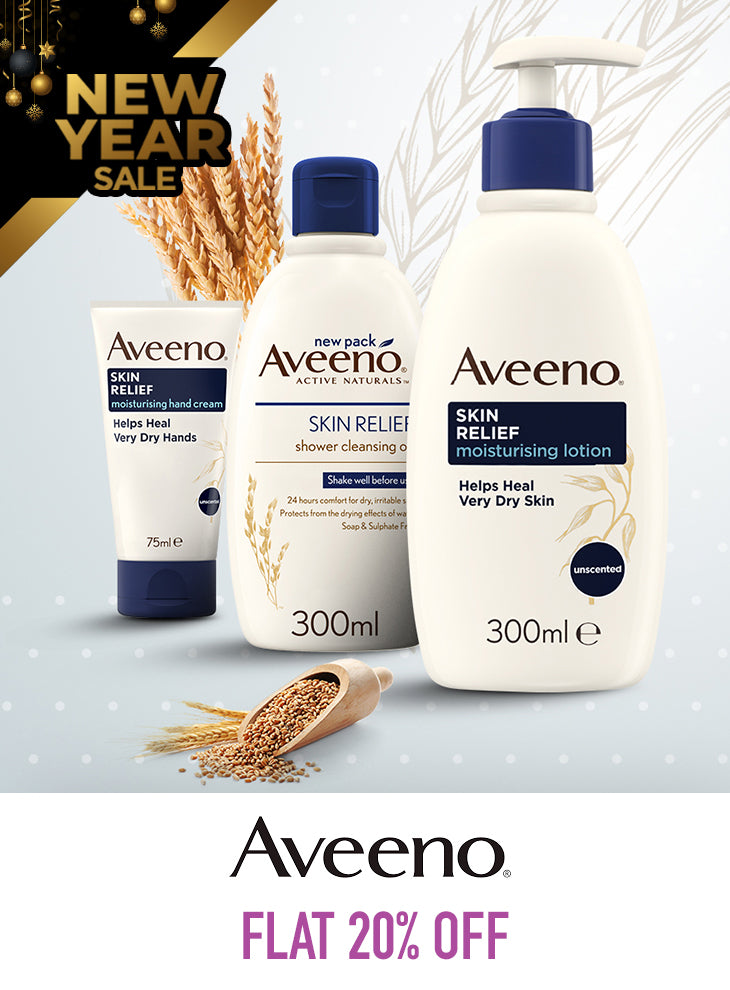 NEW
YEAR
SALE
Aveeno®
SKIN
RELIEF
moisturising hand cream
Helps Heal
Very Dry Hands
unscented
75ml e
new pack
Aveeno®
ACTIVE NATURALS™
SKIN RELIEF
shower cleansing o
Shake well before us
24 hours comfort for dry, irritable s
Protects from the drying effects of wa
Soap & Sulphate Fr
300ml
Aveeno®
SKIN
RELIEF
moisturising lotion
Helps Heal
Very Dry Skin
unscented
300ml e
Aveeno®
FLAT 20% OFF